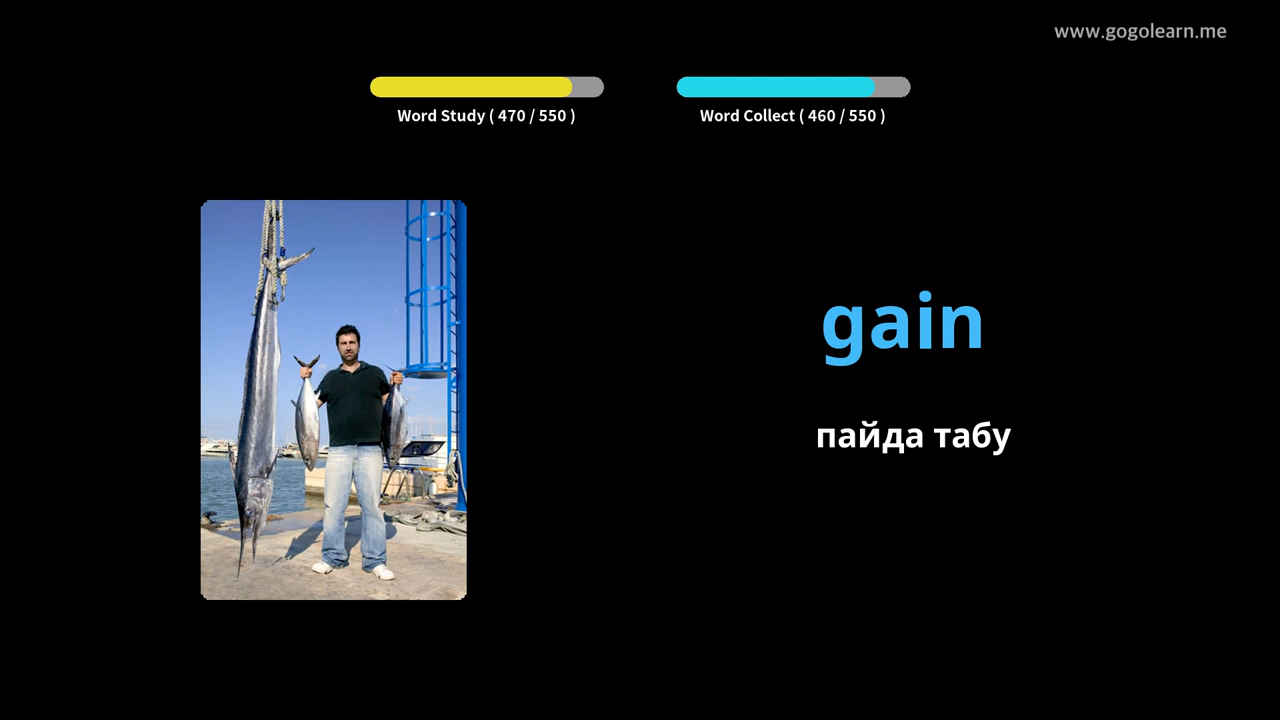 www.gogolearn.me
Word Study ( 470 / 550 )
Word Collect ( 460 / 550 )
gain
пайда табу